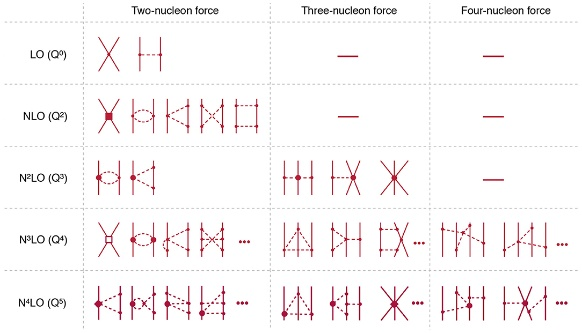 Two-nucleon force Three-nucleon force Four-nucleon force
LO (Q⁰)
NLO (Q²)
N²LO (Q³)
N³LO (Q⁴)
N⁴LO (Q⁵)